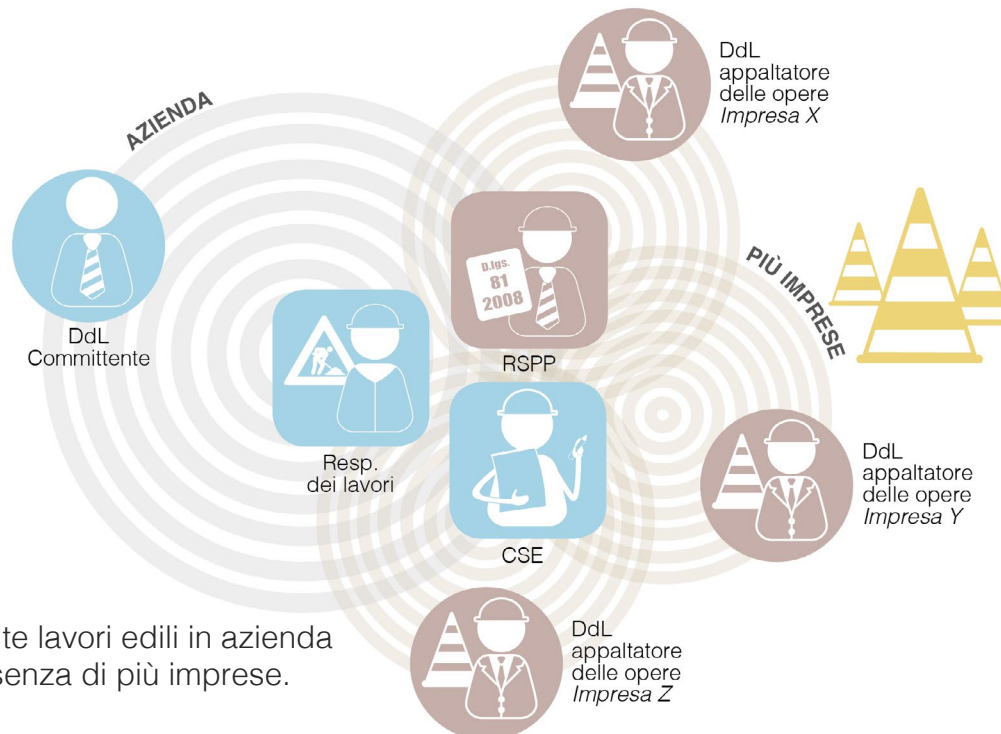 DdL
appaltatore
delle opere
Impresa X
AZIENDA
D.lgs.
81
2008
PIÙ IMPRESE
DdL
Committente
RSPP
Resp.
dei lavori
DdL
appaltatore
delle opere
Impresa Y
CSE
te lavori edili in azienda
senza di più imprese.
DdL
appaltatore
delle opere
Impresa Z